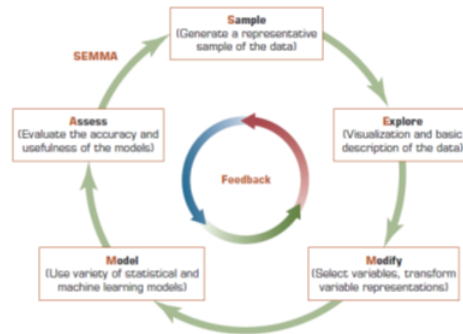 Sample
(Generate a representative
sample of the data)
SEMMA
Assess
(Evaluate the accuracy and
usefulness of the models)
Explore
(Visualization and basic
description of the data)
Feedback
Model
(Use variety of statistical and
machine learning models)
Modify
(Select variables, transform
variable representations)